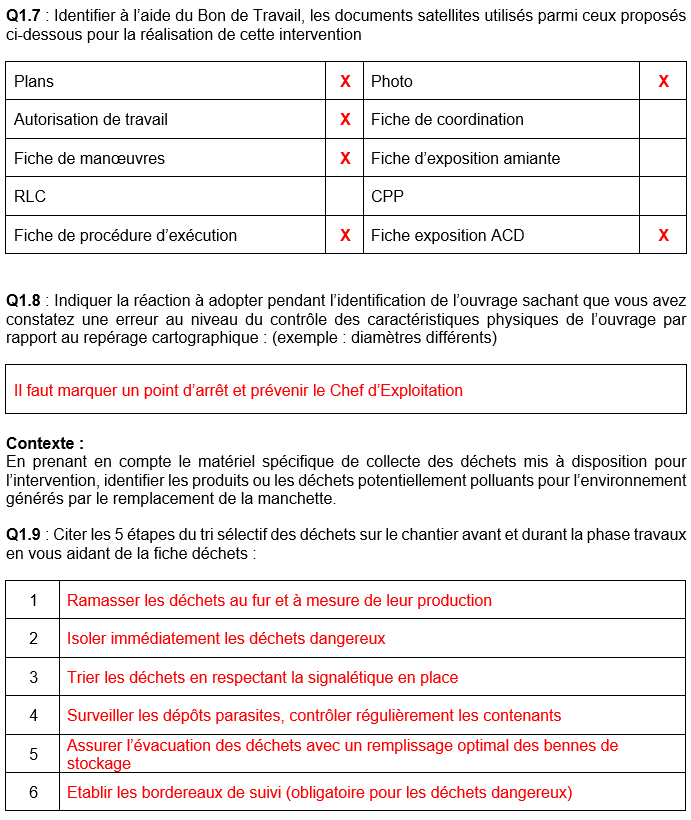 Q1.7 : Identifier à l’aide du Bon de Travail, les documents satellites utilisés parmi ceux proposés
ci-dessous pour la réalisation de cette intervention
Plans X Photo X
Autorisation de travail X Fiche de coordination
Fiche de manœuvres X Fiche d’exposition amiante
RLC CPP
Fiche de procédure d’exécution X Fiche exposition ACD X
Q1.8 : Indiquer la réaction à adopter pendant l’identification de l’ouvrage sachant que vous avez
constatez une erreur au niveau du contrôle des caractéristiques physiques de l’ouvrage par
rapport au repérage cartographique : (exemple : diamètres différents)
Il faut marquer un point d’arrêt et prévenir le Chef d’Exploitation
Contexte :
En prenant en compte le matériel spécifique de collecte des déchets mis à disposition pour
l’intervention, identifier les produits ou les déchets potentiellement polluants pour l’environnement
générés par le remplacement de la manchette.
Q1.9 : Citer les 5 étapes du tri sélectif des déchets sur le chantier avant et durant la phase travaux
en vous aidant de la fiche déchets :
1 Ramasser les déchets au fur et à mesure de leur production
2 Isoler immédiatement les déchets dangereux
3 Trier les déchets en respectant la signalétique en place
4 Surveiller les dépôts parasites, contrôler régulièrement les contenants
5 Assurer l’évacuation des déchets avec un remplissage optimal des bennes de
stockage
6 Etablir les bordereaux de suivi (obligatoire pour les déchets dangereux)